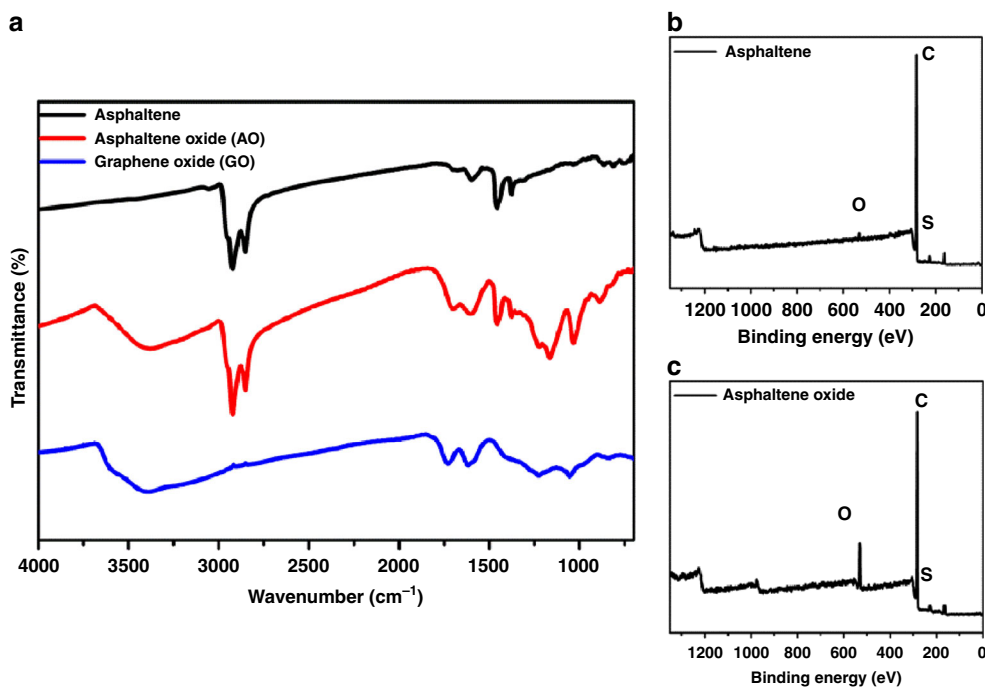 a
Asphaltene
Asphaltene oxide (AO)
Graphene oxide (GO)
Transmittance (%)
4000 3500 3000 2500 2000 1500 1000
Wavenumber (cm⁻¹)
b
Asphaltene
C
O
S
1200 1000 800 600 400 200 0
Binding energy (eV)
c
Asphaltene oxide
C
O
S
1200 1000 800 600 400 200 0
Binding energy (eV)